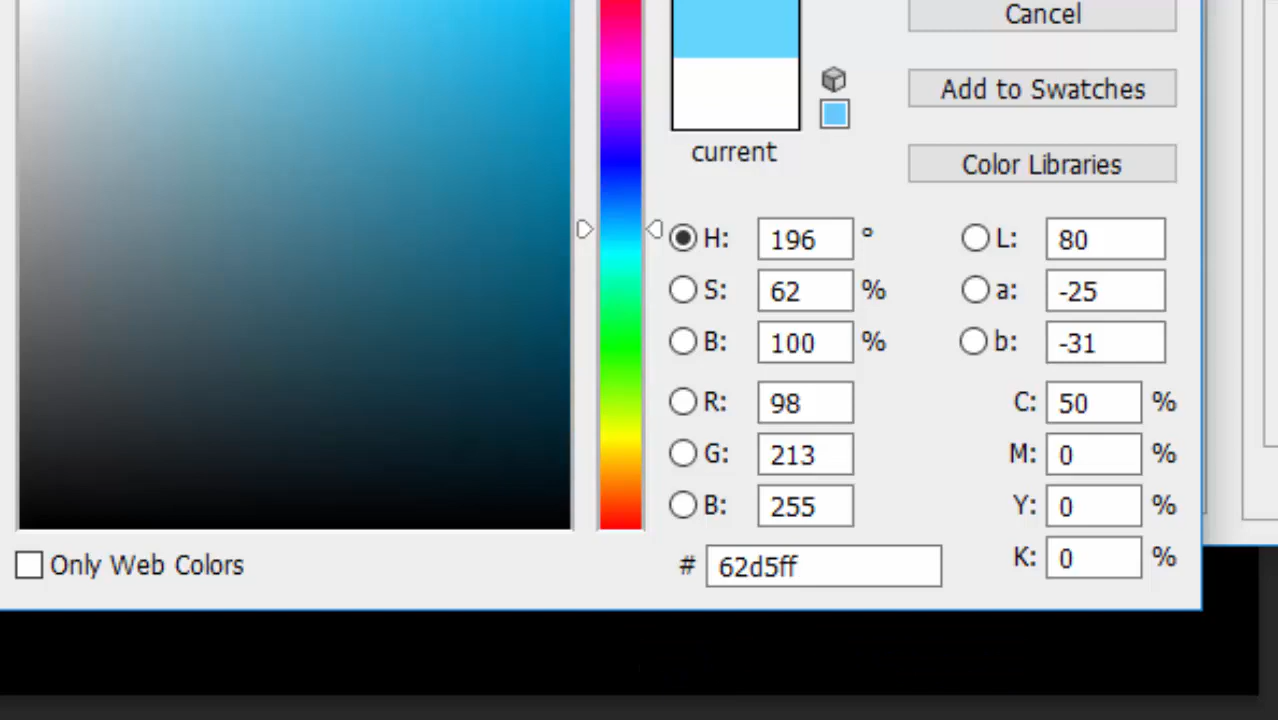 Cancel
Add to Swatches
current
Color Libraries
H: 196 ° L: 80
S: 62 % a: -25
B: 100 % b: -31
R: 98 C: 50 %
G: 213 M: 0 %
B: 255 Y: 0 %
Only Web Colors # 62d5ff K: 0 %